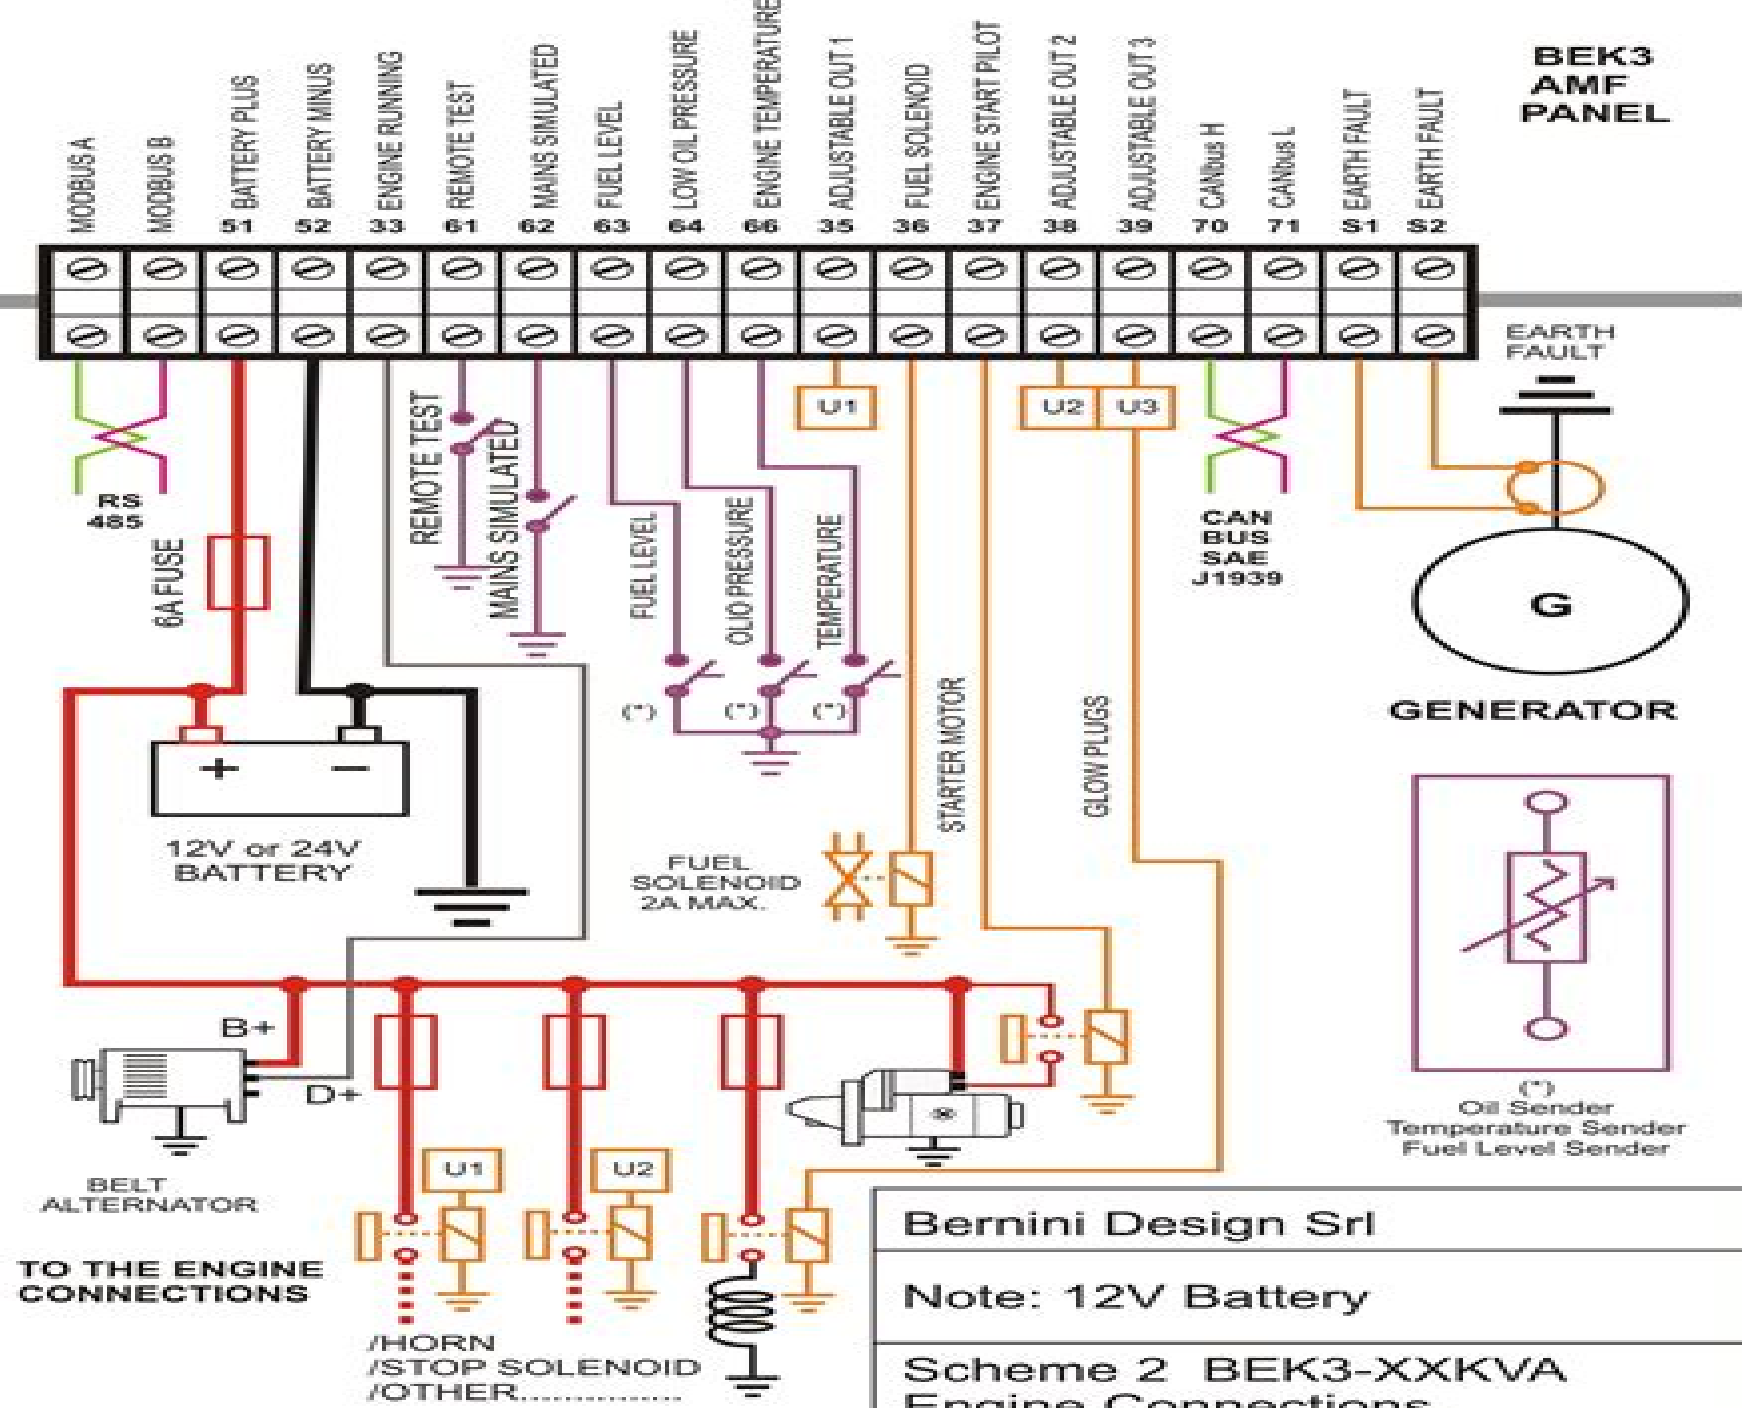 BEK3
AMF
PANEL
MODBUS A
MODBUS B
BATTERY PLUS
BATTERY MINUS
ENGINE RUNNING
REMOTE TEST
MAINS SIMULATED
FUEL LEVEL
LOW OIL PRESSURE
ENGINE TEMPERATURE
ADJUSTABLE OUT 1
FUEL SOLENOID
ENGINE START PILOT
ADJUSTABLE OUT 2
ADJUSTABLE OUT 3
CANbus H
CANbus L
EARTH FAULT
EARTH FAULT
51 52 33 61 62 63 64 66 35 36 37 38 39 70 71 S1 S2
EARTH
FAULT
U1
U2
U3
REMOTE TEST
MAINS SIMULATED
RS
485
6A FUSE
FUEL LEVEL
OLIO PRESSURE
TEMPERATURE
CAN
BUS
SAE
J1939
G
GENERATOR
(*)
(*)
(*)
STARTER MOTOR
GLOW PLUGS
+
−
12V or 24V
BATTERY
FUEL
SOLENOID
2A MAX.
B+
D+
BELT
ALTERNATOR
U1
U2
(*)
Oil Sender
Temperature Sender
Fuel Level Sender
TO THE ENGINE
CONNECTIONS
/HORN
/STOP SOLENOID
/OTHER...............
Bernini Design Srl
Note: 12V Battery
Scheme 2 BEK3-XXKVA
Engine Connections